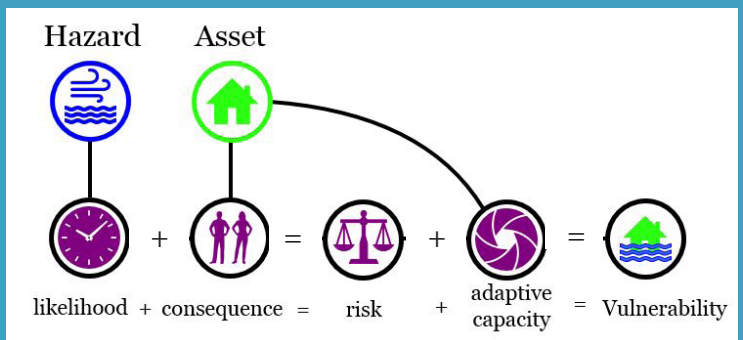 Hazard Asset
+ = + =
likelihood + consequence = risk + adaptive capacity = Vulnerability